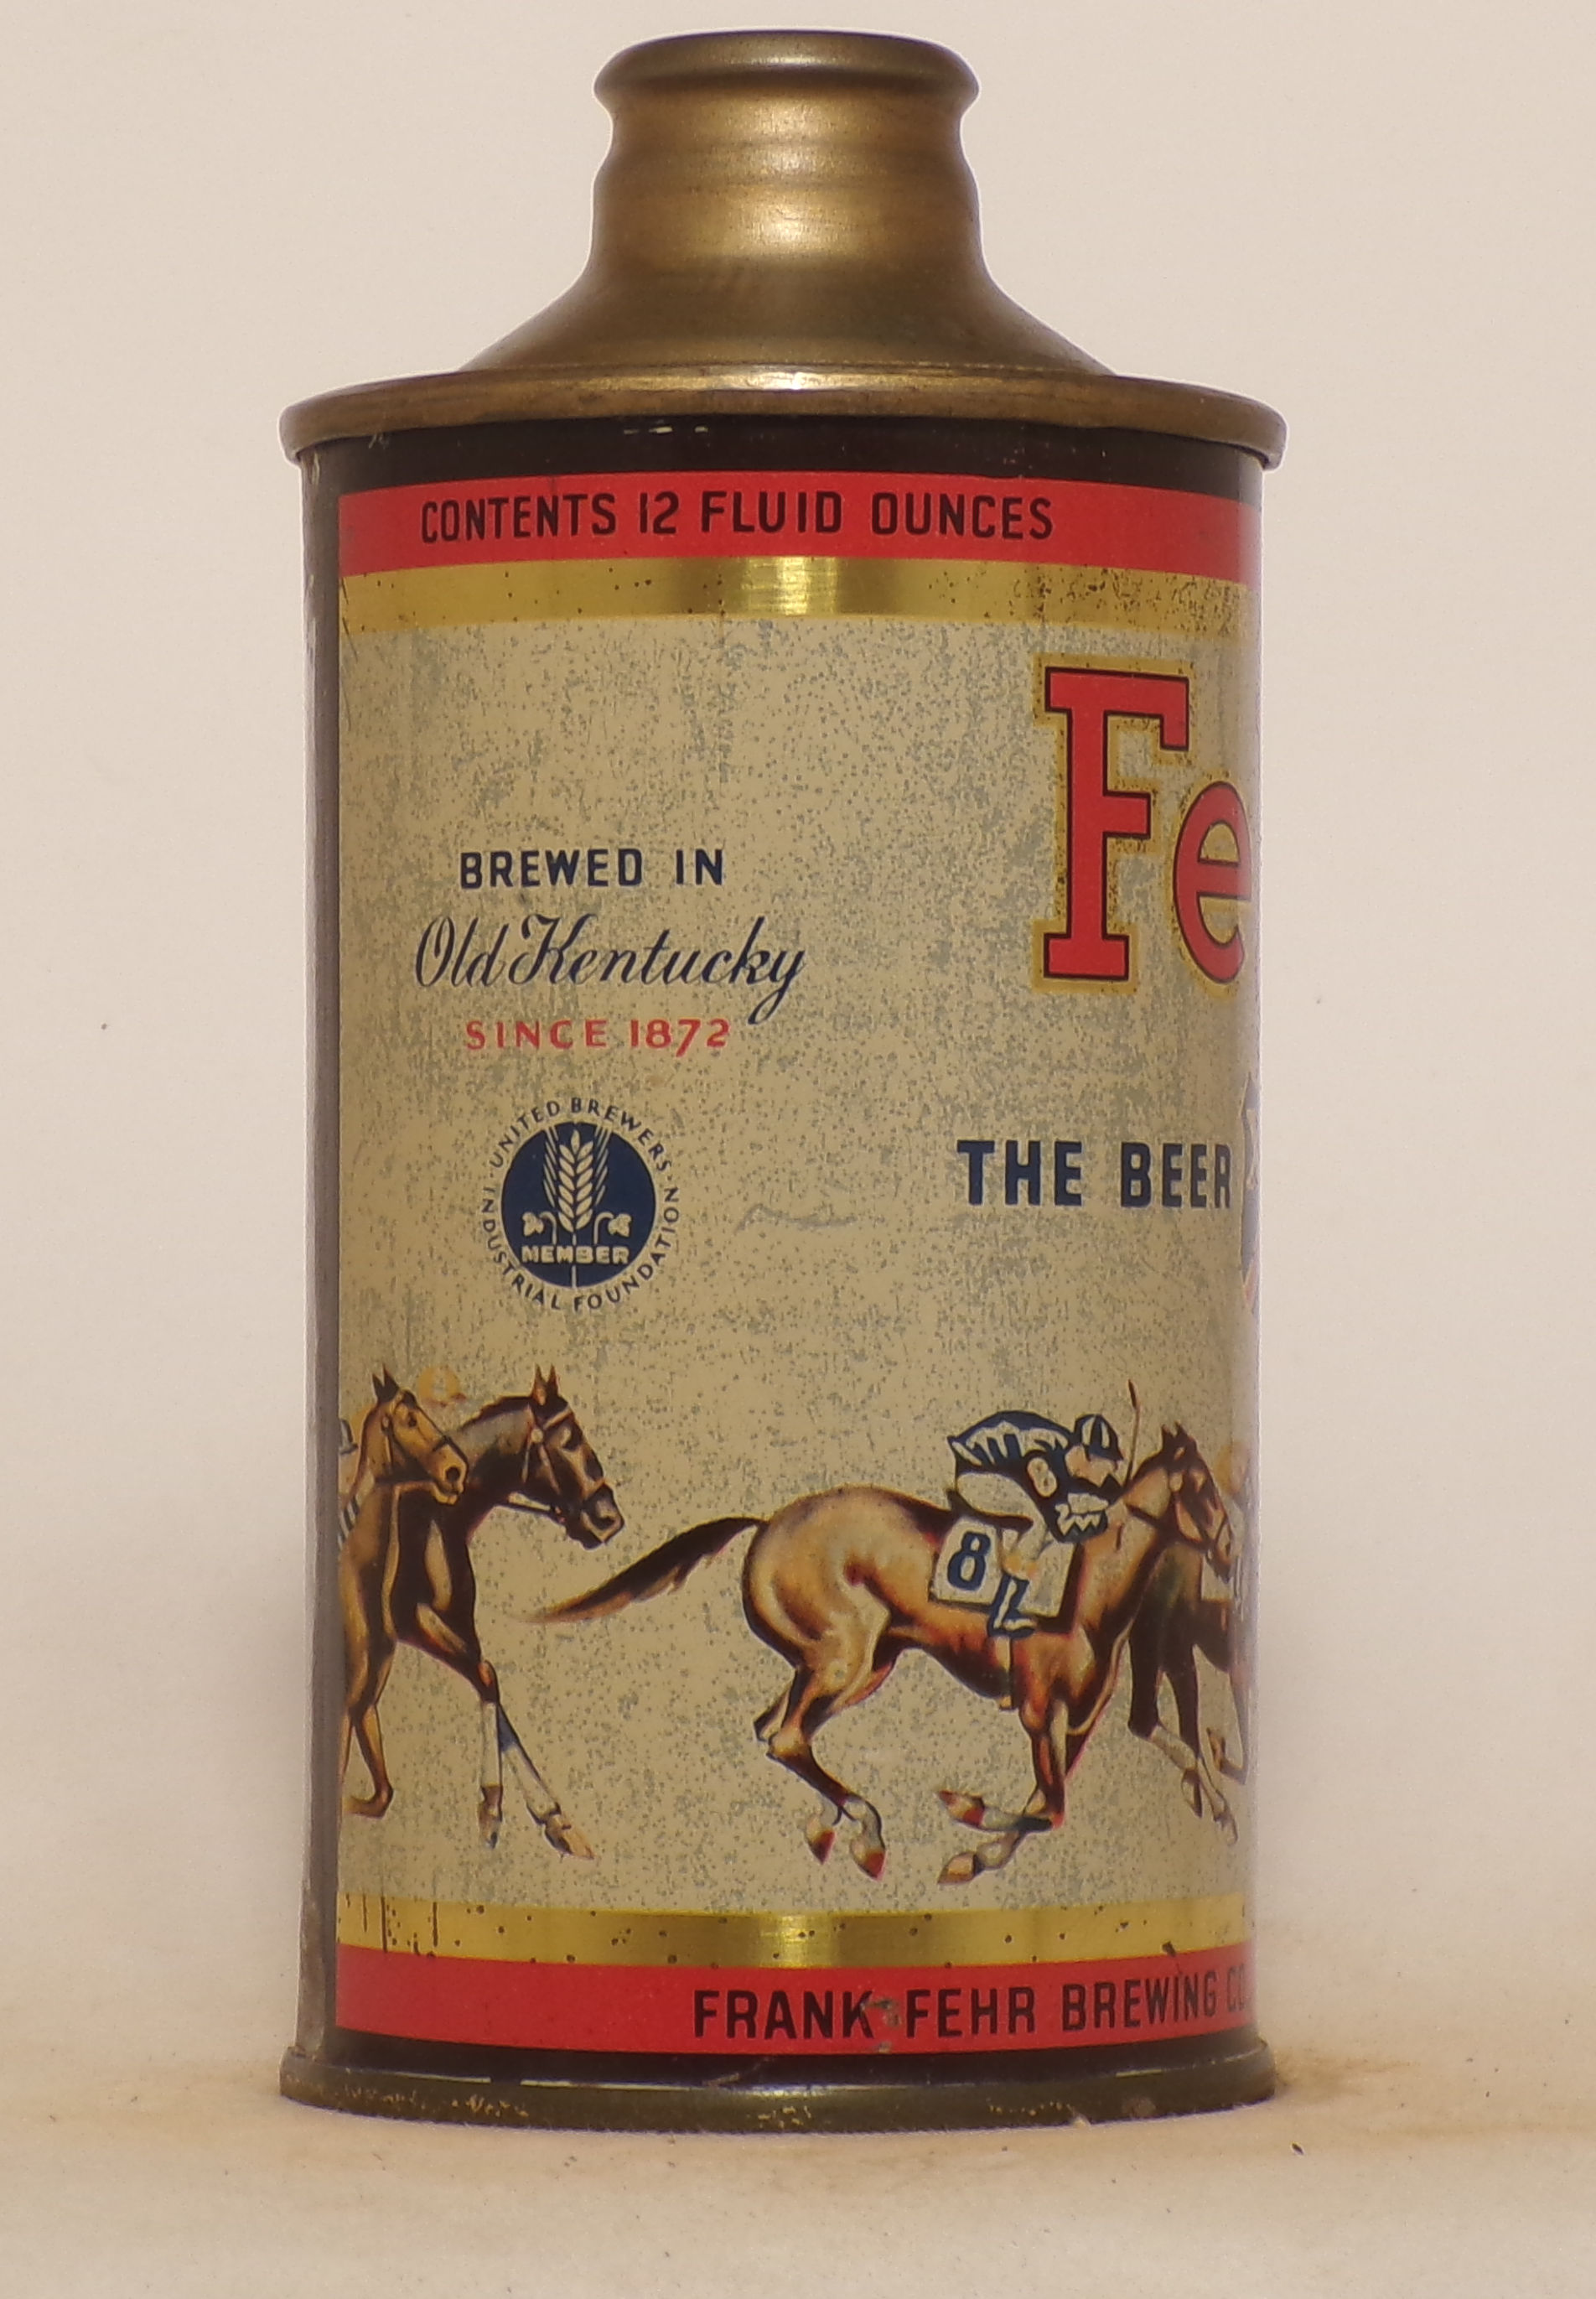 CONTENTS 12 FLUID OUNCES
Fe
BREWED IN
Old Kentucky
SINCE 1872
UNITED BREWERS
INDUSTRIAL FOUNDATION
MEMBER
THE BEER
8
FRANK FEHR BREWING CO.